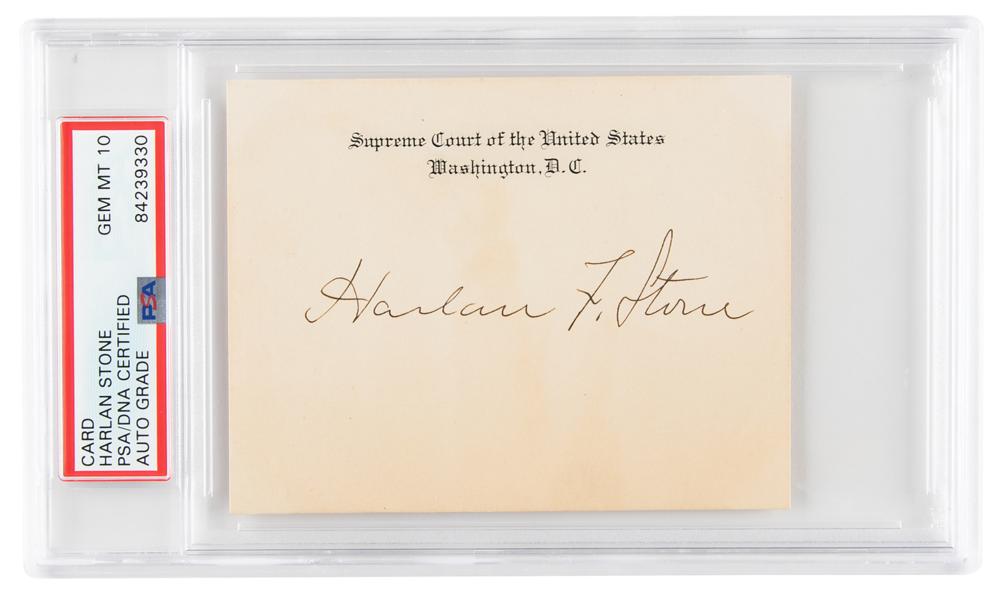 CARD
HARLAN STONE
PSA/DNA CERTIFIED
AUTO GRADE
GEM MT 10
84239330
PSA
Supreme Court of the United States
Washington, D.C.
Harlan F. Stone